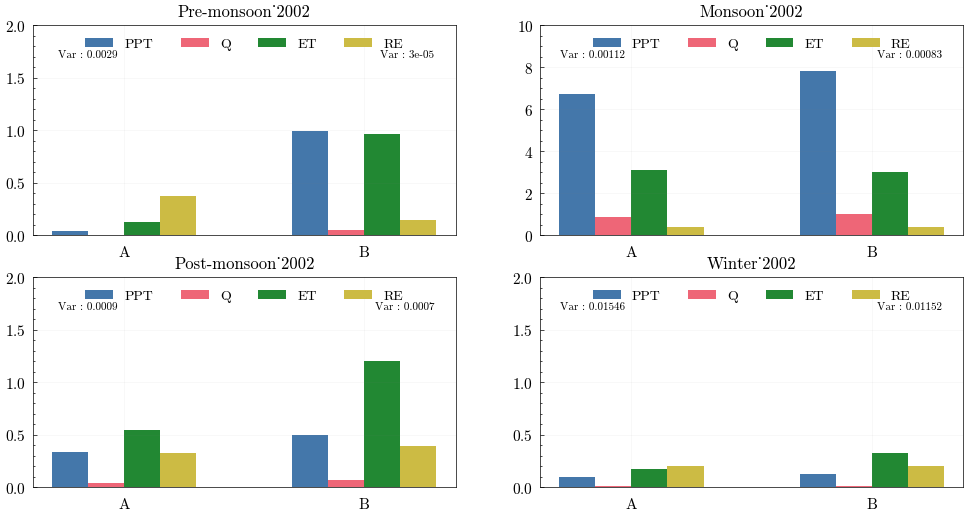 Pre-monsoon˙2002
PPT Q ET RE
Var : 0.0029 Var : 3e-05
2.0
1.5
1.0
0.5
0.0
A B
Monsoon˙2002
PPT Q ET RE
Var : 0.00112 Var : 0.00083
10
8
6
4
2
0
A B
Post-monsoon˙2002
PPT Q ET RE
Var : 0.0009 Var : 0.0007
2.0
1.5
1.0
0.5
0.0
A B
Winter˙2002
PPT Q ET RE
Var : 0.01546 Var : 0.01152
2.0
1.5
1.0
0.5
0.0
A B